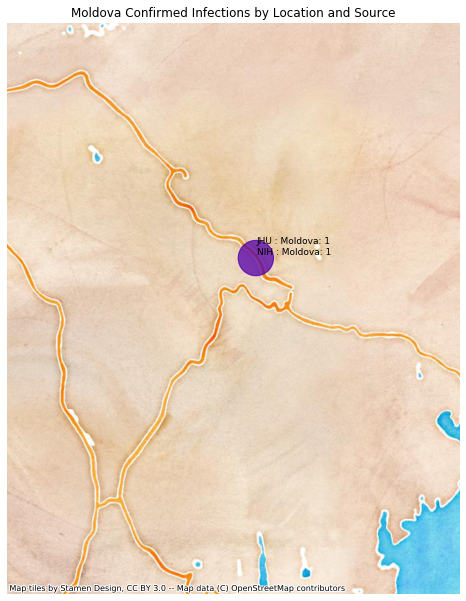 Moldova Confirmed Infections by Location and Source
JHU : Moldova: 1
NIH : Moldova: 1
Map tiles by Stamen Design, CC BY 3.0 -- Map data (C) OpenStreetMap contributors